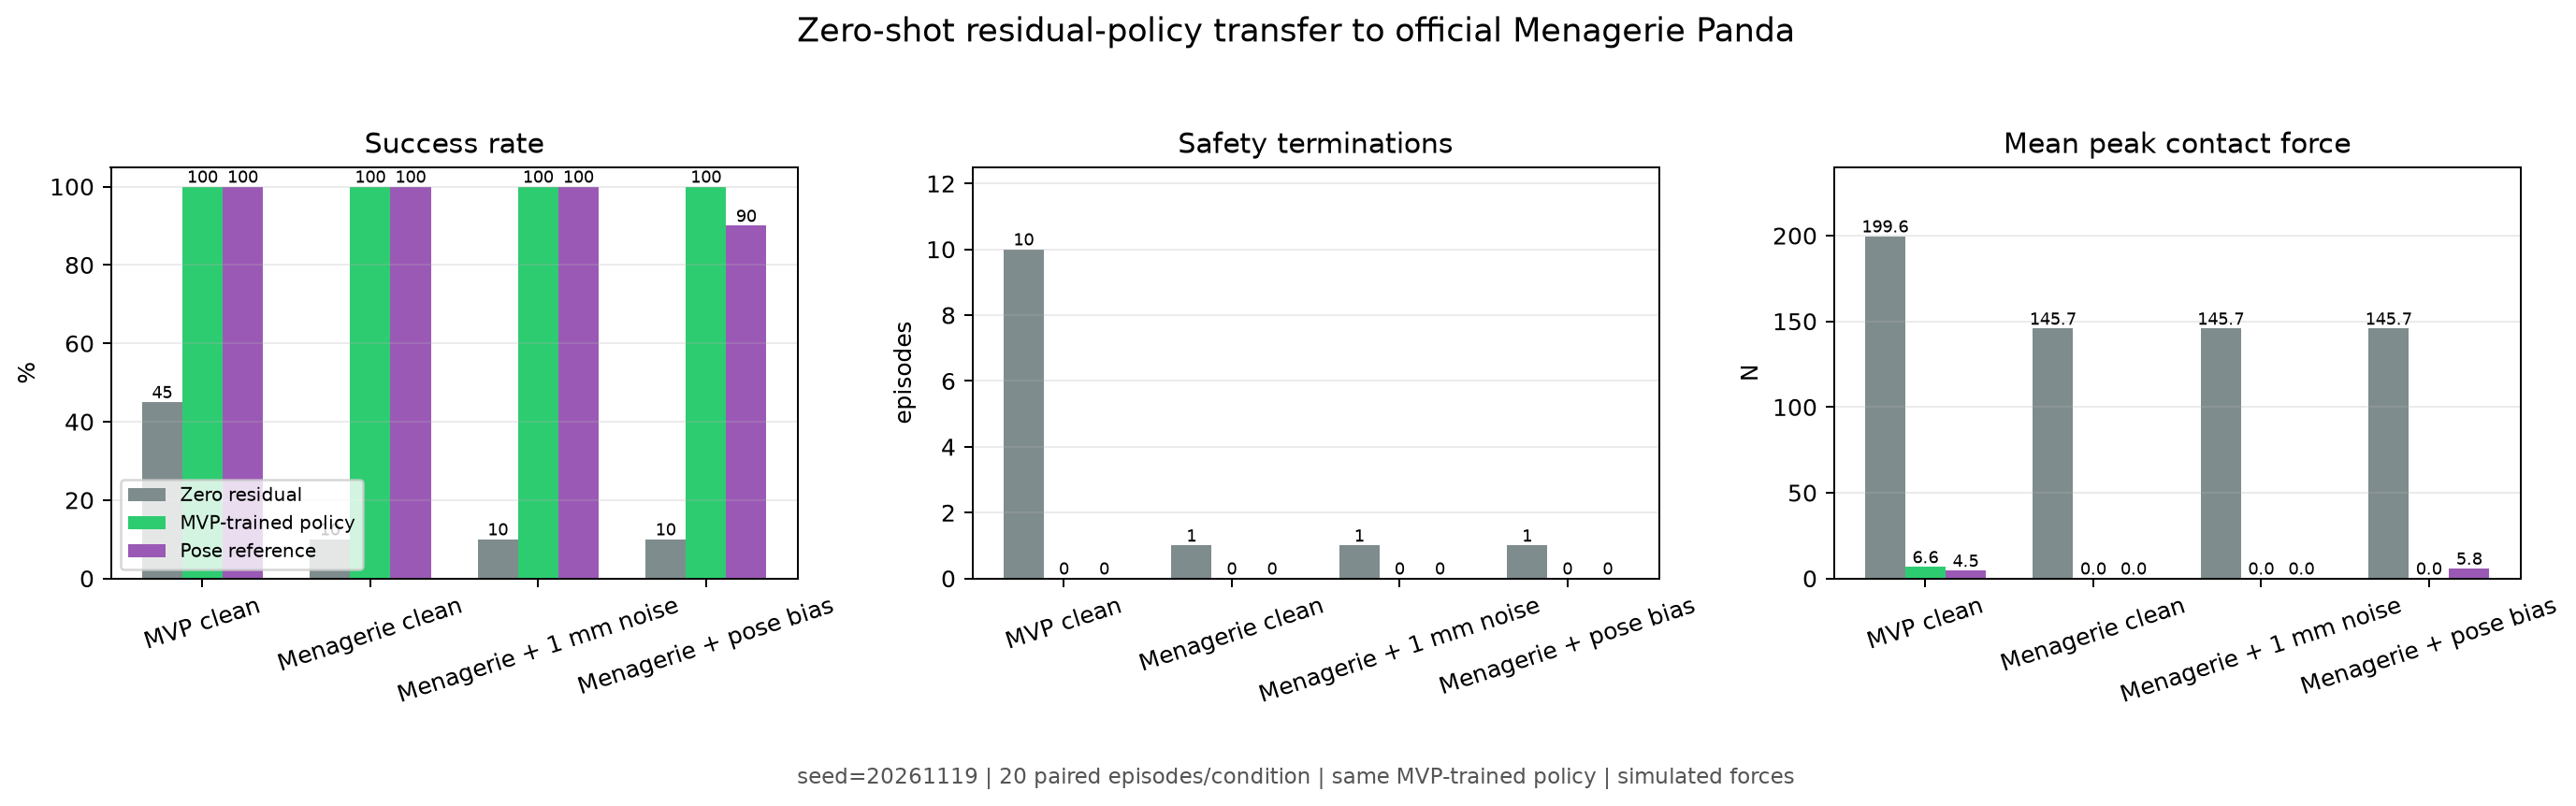 Zero-shot residual-policy transfer to official Menagerie Panda
Success rate
%
100
80
60
40
20
0
45
100
100
10
100
100
10
100
100
10
100
90
Zero residual
MVP-trained policy
Pose reference
MVP clean
Menagerie clean
Menagerie + 1 mm noise
Menagerie + pose bias
Safety terminations
episodes
12
10
8
6
4
2
0
10
0
0
1
0
0
1
0
0
1
0
0
MVP clean
Menagerie clean
Menagerie + 1 mm noise
Menagerie + pose bias
Mean peak contact force
N
200
150
100
50
0
199.6
6.6
4.5
145.7
0.0
0.0
145.7
0.0
0.0
145.7
0.0
5.8
MVP clean
Menagerie clean
Menagerie + 1 mm noise
Menagerie + pose bias
seed=20261119 | 20 paired episodes/condition | same MVP-trained policy | simulated forces